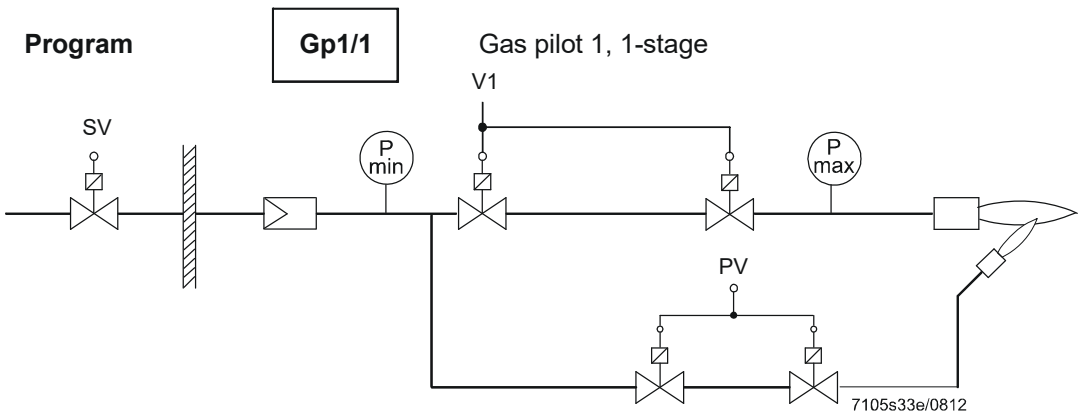 Program Gp1/1 Gas pilot 1, 1-stage
V1
SV
P
min
P
max
PV
7105s33e/0812